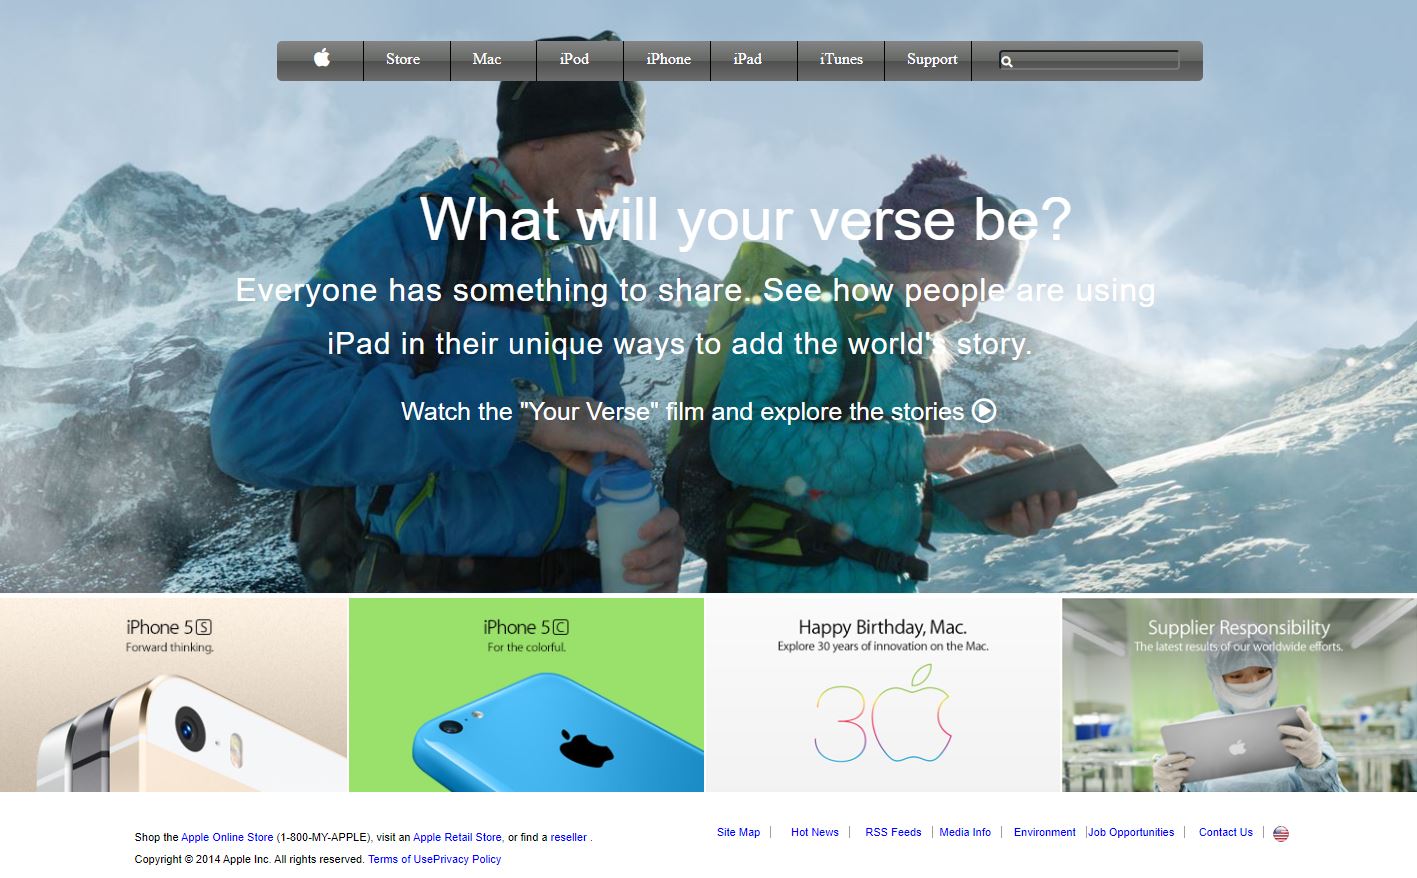 Store Mac iPod iPhone iPad iTunes Support
What will your verse be?
Everyone has something to share. See how people are using
iPad in their unique ways to add the world's story.
Watch the "Your Verse" film and explore the stories
iPhone 5S
Forward thinking.
iPhone 5C
For the colorful.
Happy Birthday, Mac.
Explore 30 years of innovation on the Mac.
30
Supplier Responsibility
The latest results of our worldwide efforts.
Shop the Apple Online Store (1-800-MY-APPLE), visit an Apple Retail Store, or find a reseller .
Copyright © 2014 Apple Inc. All rights reserved. Terms of UsePrivacy Policy
Site Map | Hot News | RSS Feeds | Media Info | Environment |Job Opportunities | Contact Us |